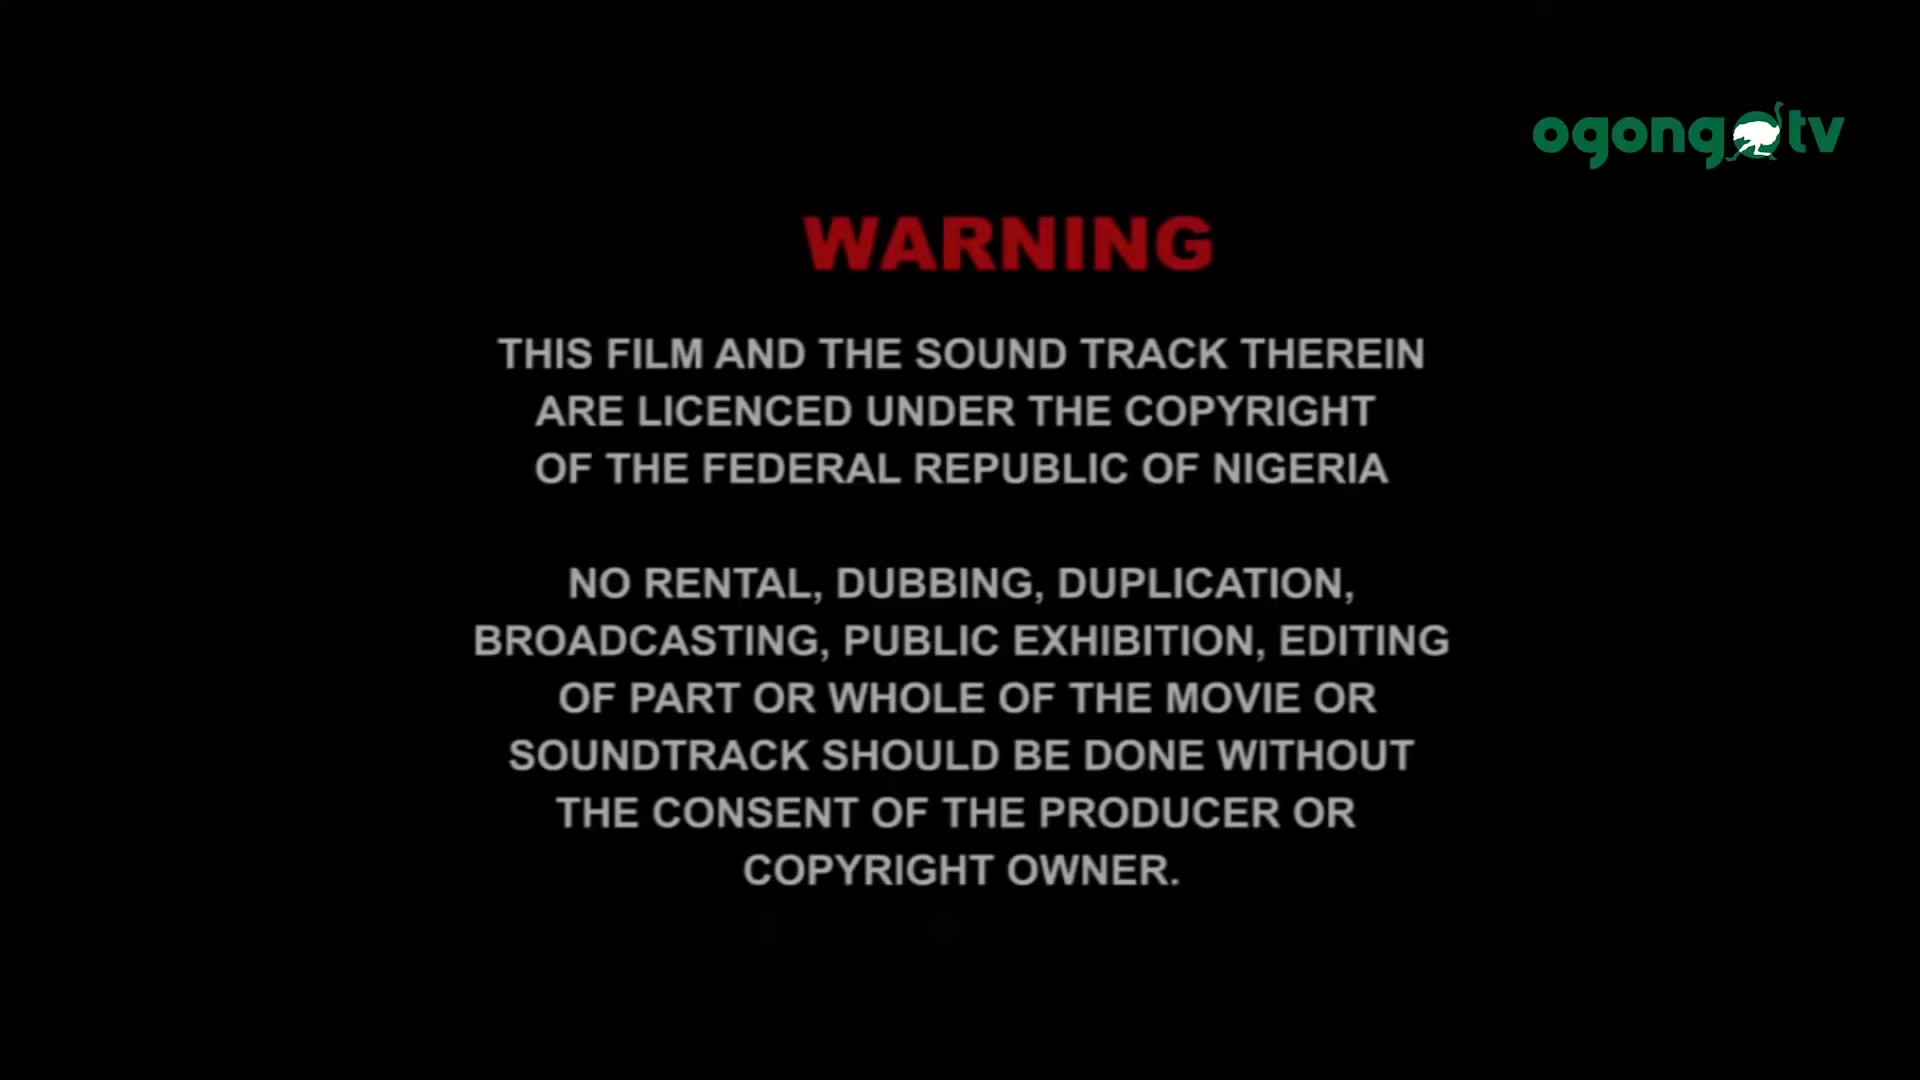 ogongotv
WARNING
THIS FILM AND THE SOUND TRACK THEREIN
ARE LICENCED UNDER THE COPYRIGHT
OF THE FEDERAL REPUBLIC OF NIGERIA
NO RENTAL, DUBBING, DUPLICATION,
BROADCASTING, PUBLIC EXHIBITION, EDITING
OF PART OR WHOLE OF THE MOVIE OR
SOUNDTRACK SHOULD BE DONE WITHOUT
THE CONSENT OF THE PRODUCER OR
COPYRIGHT OWNER.